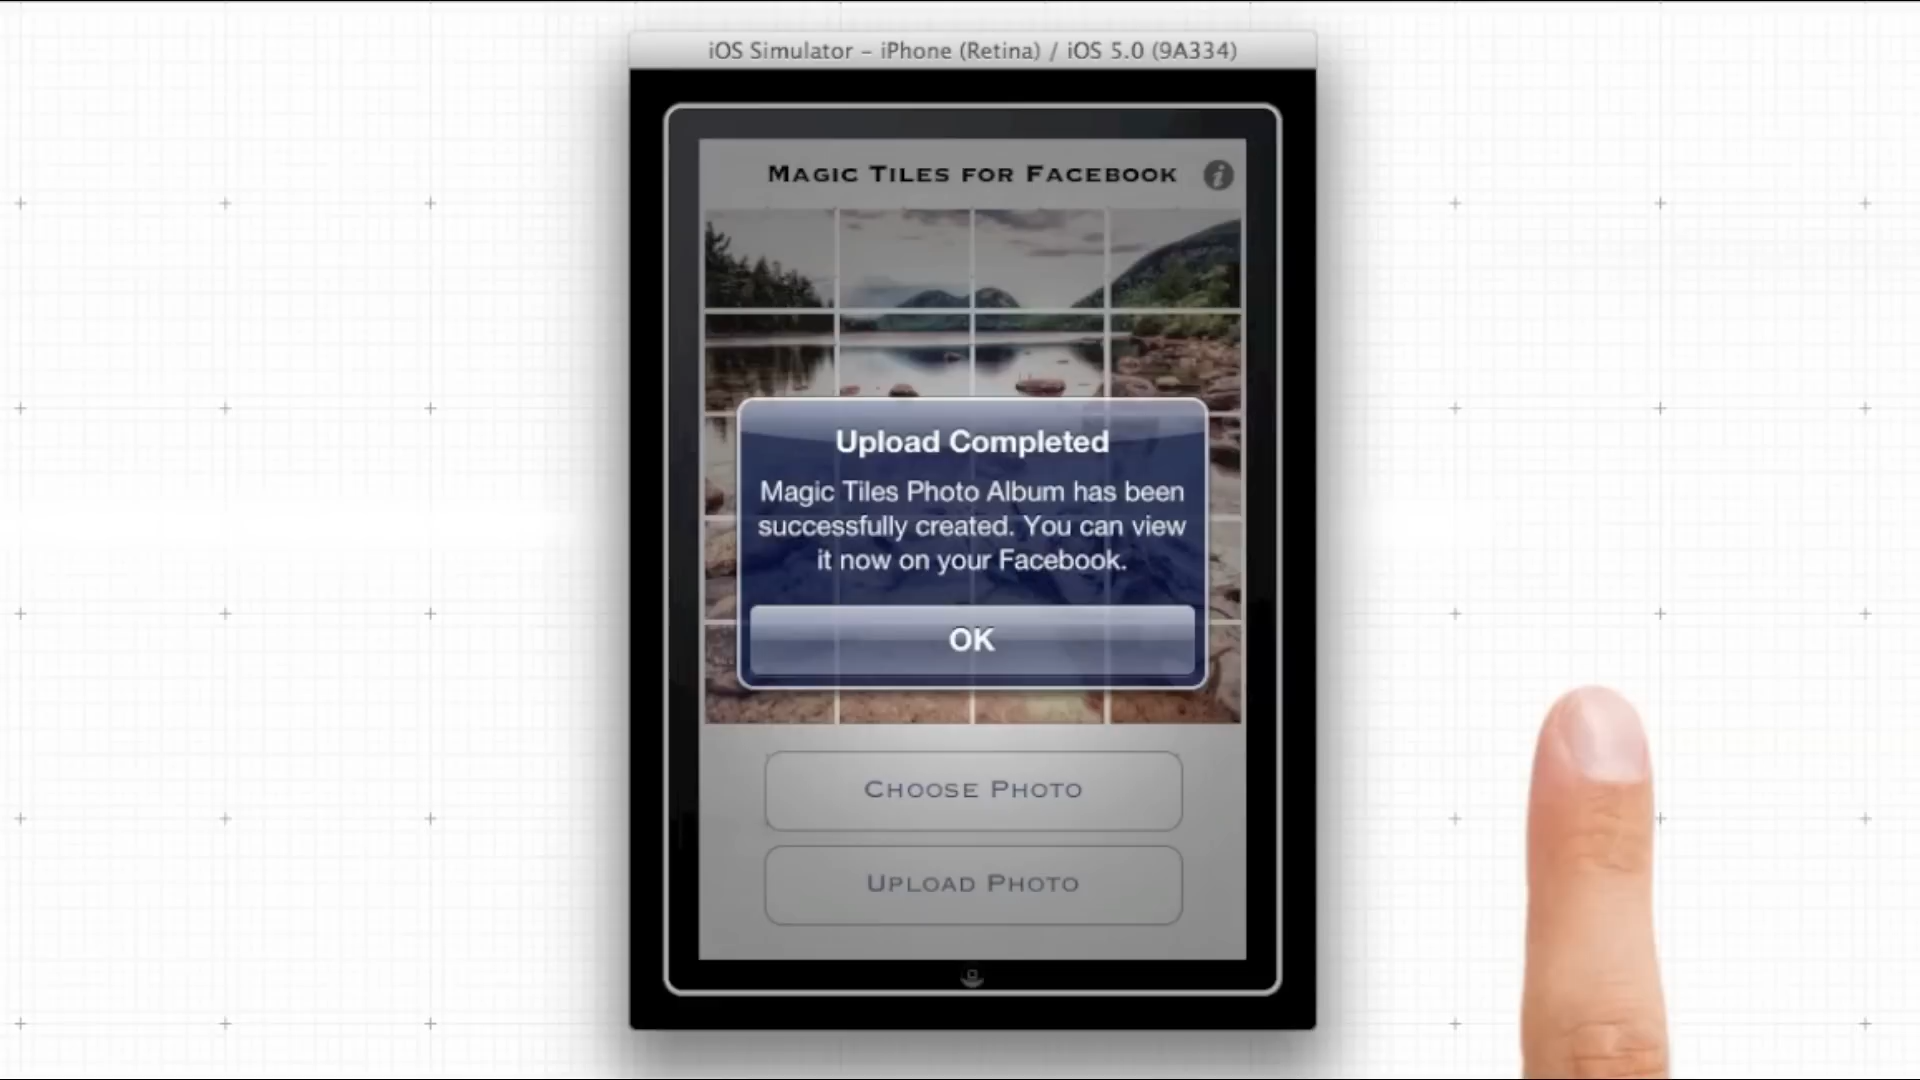 iOS Simulator – iPhone (Retina) / iOS 5.0 (9A334)
MAGIC TILES FOR FACEBOOK
Upload Completed
Magic Tiles Photo Album has been
successfully created. You can view
it now on your Facebook.
OK
CHOOSE PHOTO
UPLOAD PHOTO